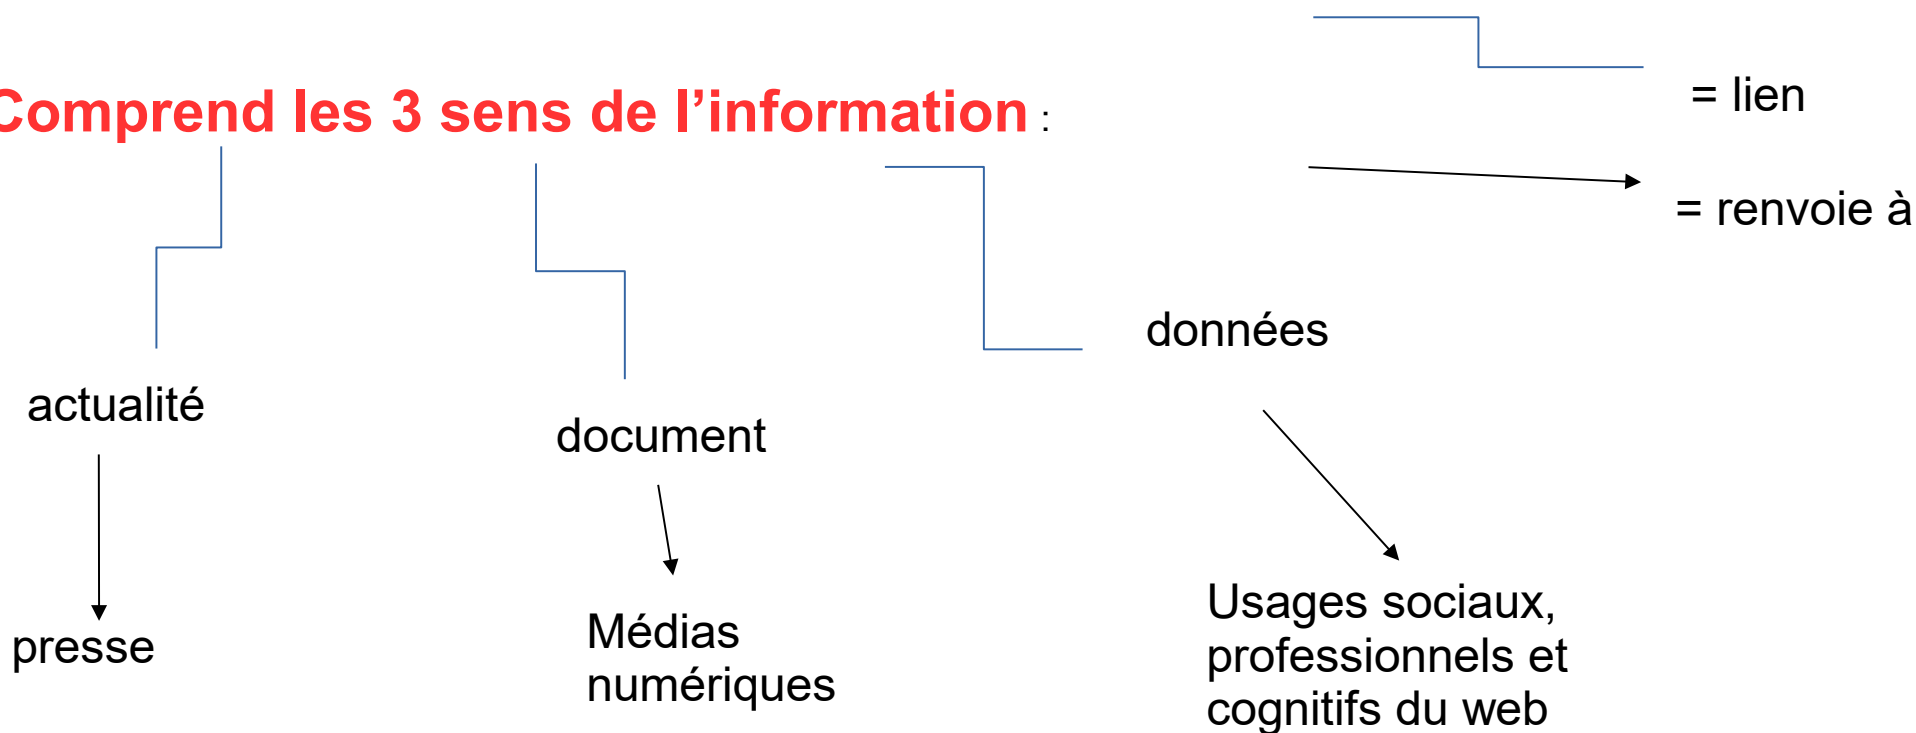 Comprend les 3 sens de l’information :
= lien
= renvoie à
données
actualité
document
presse
Médias
numériques
Usages sociaux,
professionnels et
cognitifs du web